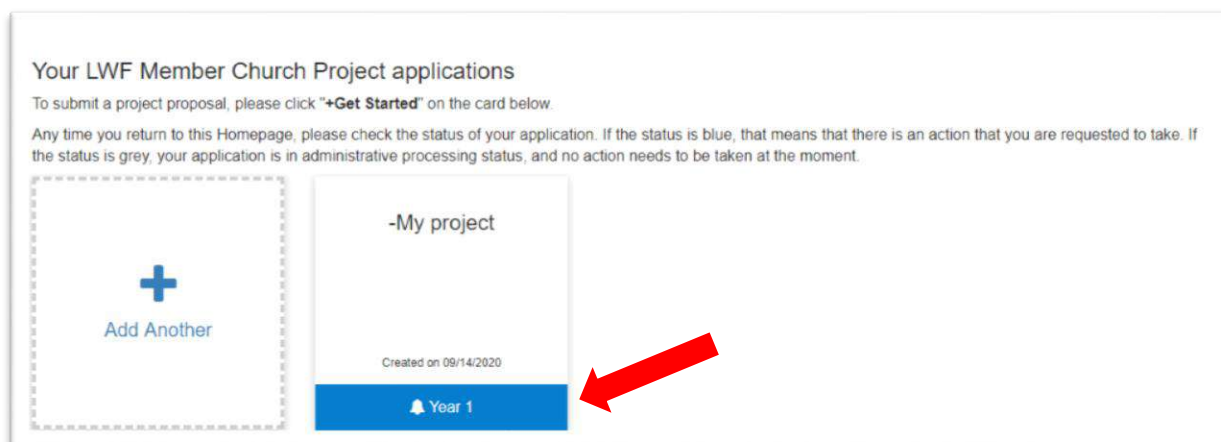 Your LWF Member Church Project applications
To submit a project proposal, please click "+Get Started" on the card below.
Any time you return to this Homepage, please check the status of your application. If the status is blue, that means that there is an action that you are requested to take. If
the status is grey, your application is in administrative processing status, and no action needs to be taken at the moment.
Add Another
-My project
Created on 09/14/2020
Year 1